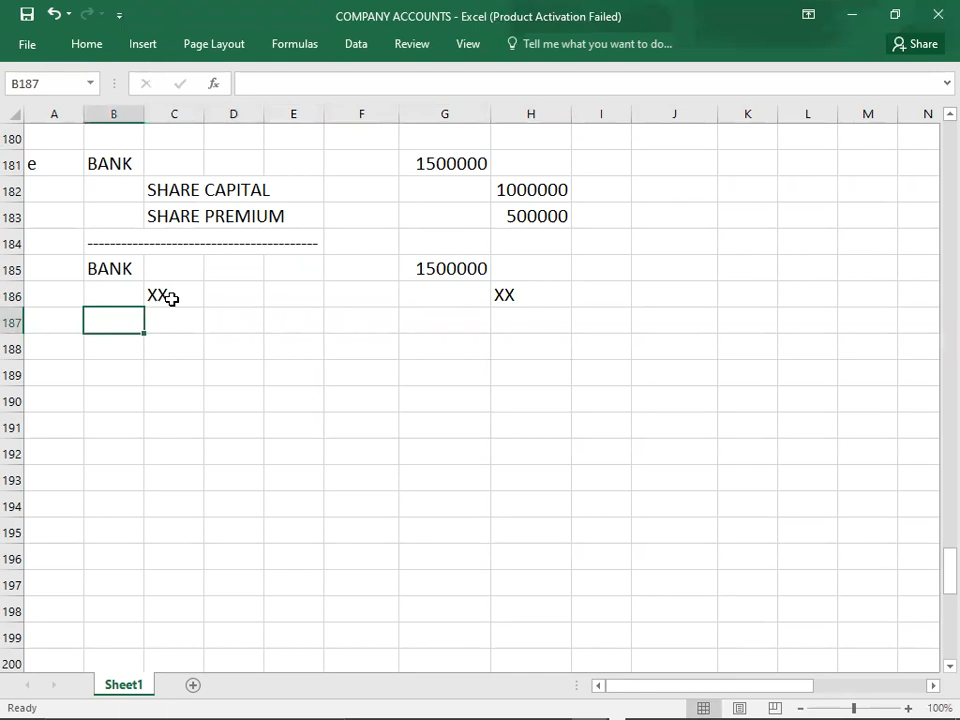 COMPANY ACCOUNTS - Excel (Product Activation Failed)
File Home Insert Page Layout Formulas Data Review View Tell me what you want to do... Share
B187 fx
A B C D E F G H I J K L M N
180
181 e BANK 1500000
182 SHARE CAPITAL 1000000
183 SHARE PREMIUM 500000
184 -----------------------------------------
185 BANK 1500000
186 XX XX
187
188
189
190
191
192
193
194
195
196
197
198
199
200
Sheet1
Ready 100%